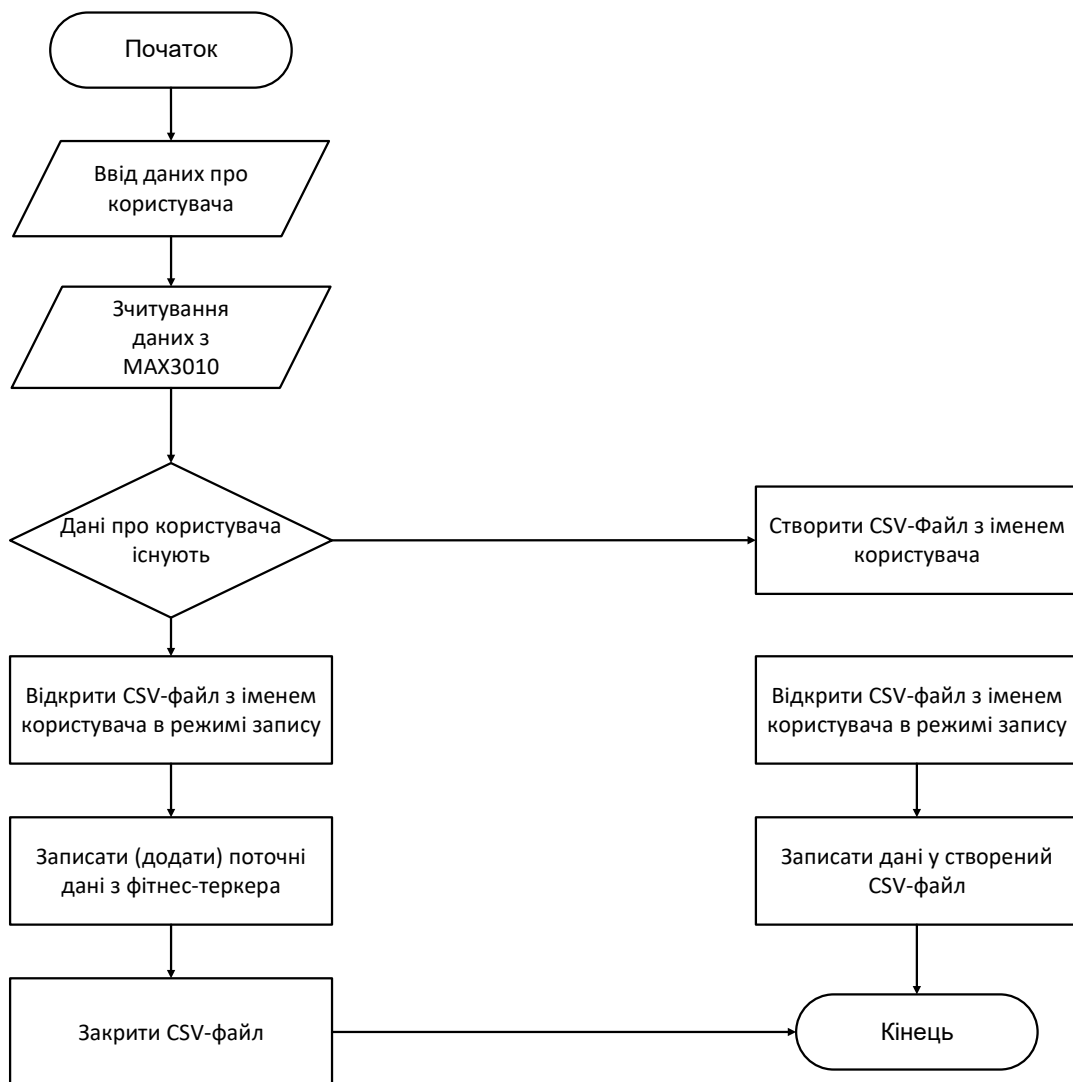 Початок
Ввід даних про
користувача
Зчитування
даних з
MAX3010
Дані про користувача
існують
Створити CSV-Файл з іменем
користувача
Відкрити CSV-файл з іменем
користувача в режимі запису
Відкрити CSV-файл з іменем
користувача в режимі запису
Записати (додати) поточні
дані з фітнес-теркера
Записати дані у створений
CSV-файл
Закрити CSV-файл
Кінець